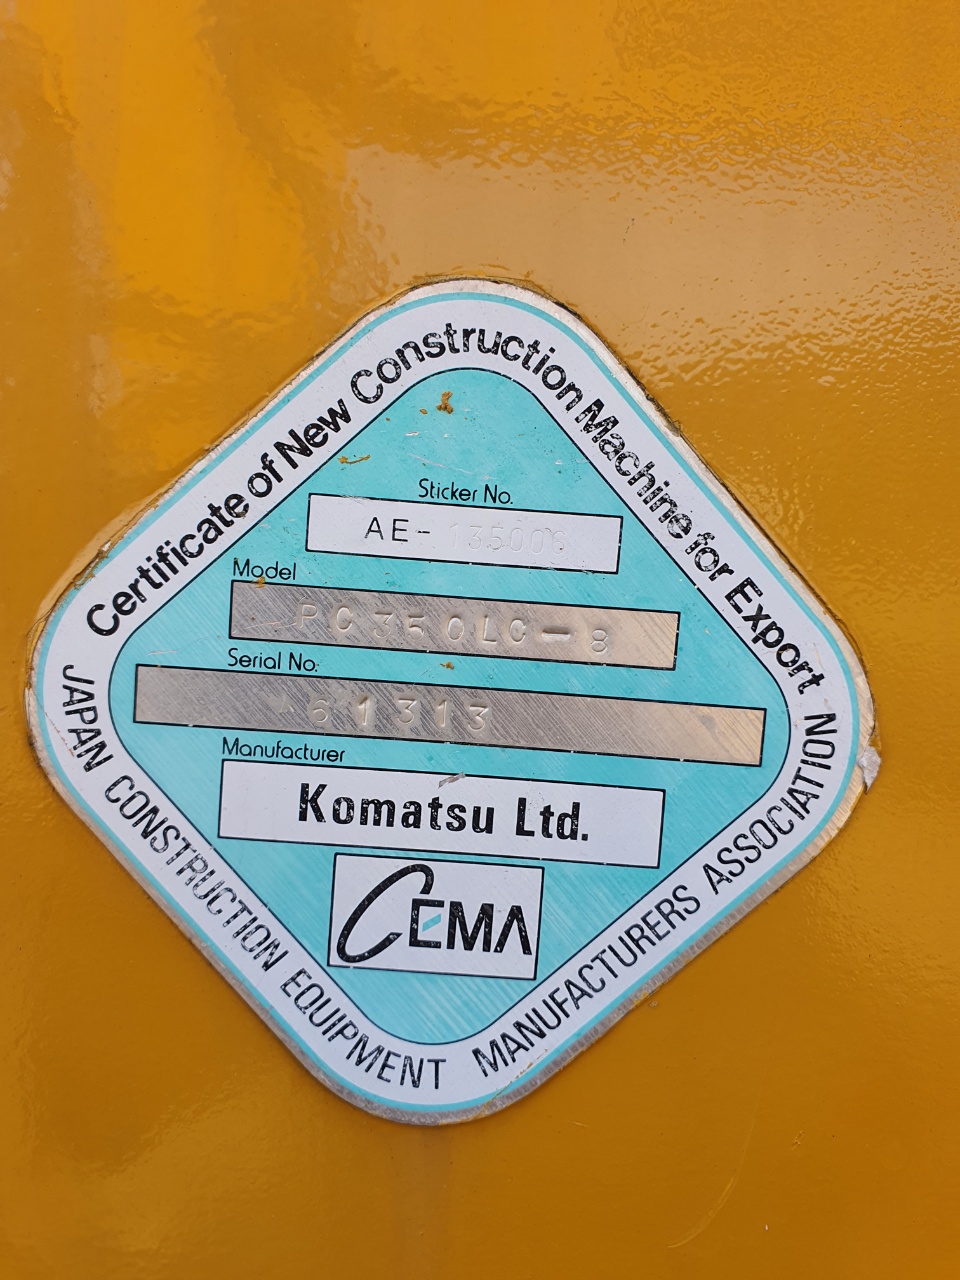 Certificate of New Construction Machine for Export
Sticker No.
AE-135006
Model
PC350LC-8
Serial No.
61313
Manufacturer
Komatsu Ltd.
CEMA
JAPAN CONSTRUCTION EQUIPMENT MANUFACTURERS ASSOCIATION